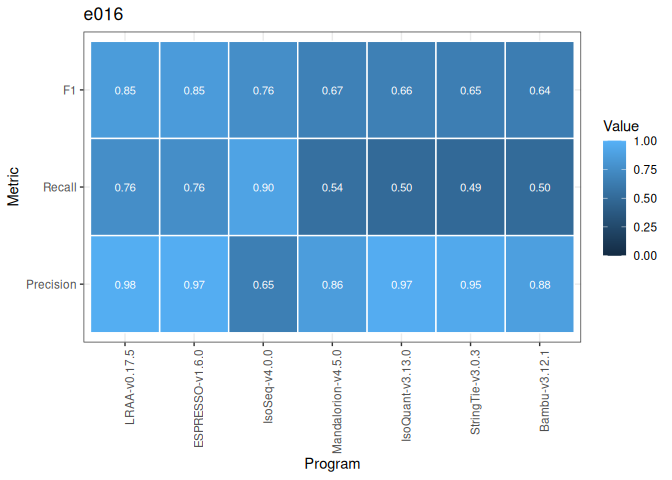 e016
F1
0.85 0.85 0.76 0.67 0.66 0.65 0.64
Recall
0.76 0.76 0.90 0.54 0.50 0.49 0.50
Precision
0.98 0.97 0.65 0.86 0.97 0.95 0.88
Metric
LRAA-v0.17.5
ESPRESSO-v1.6.0
IsoSeq-v4.0.0
Mandalorion-v4.5.0
IsoQuant-v3.13.0
StringTie-v3.0.3
Bambu-v3.12.1
Program
Value
1.00
0.75
0.50
0.25
0.00